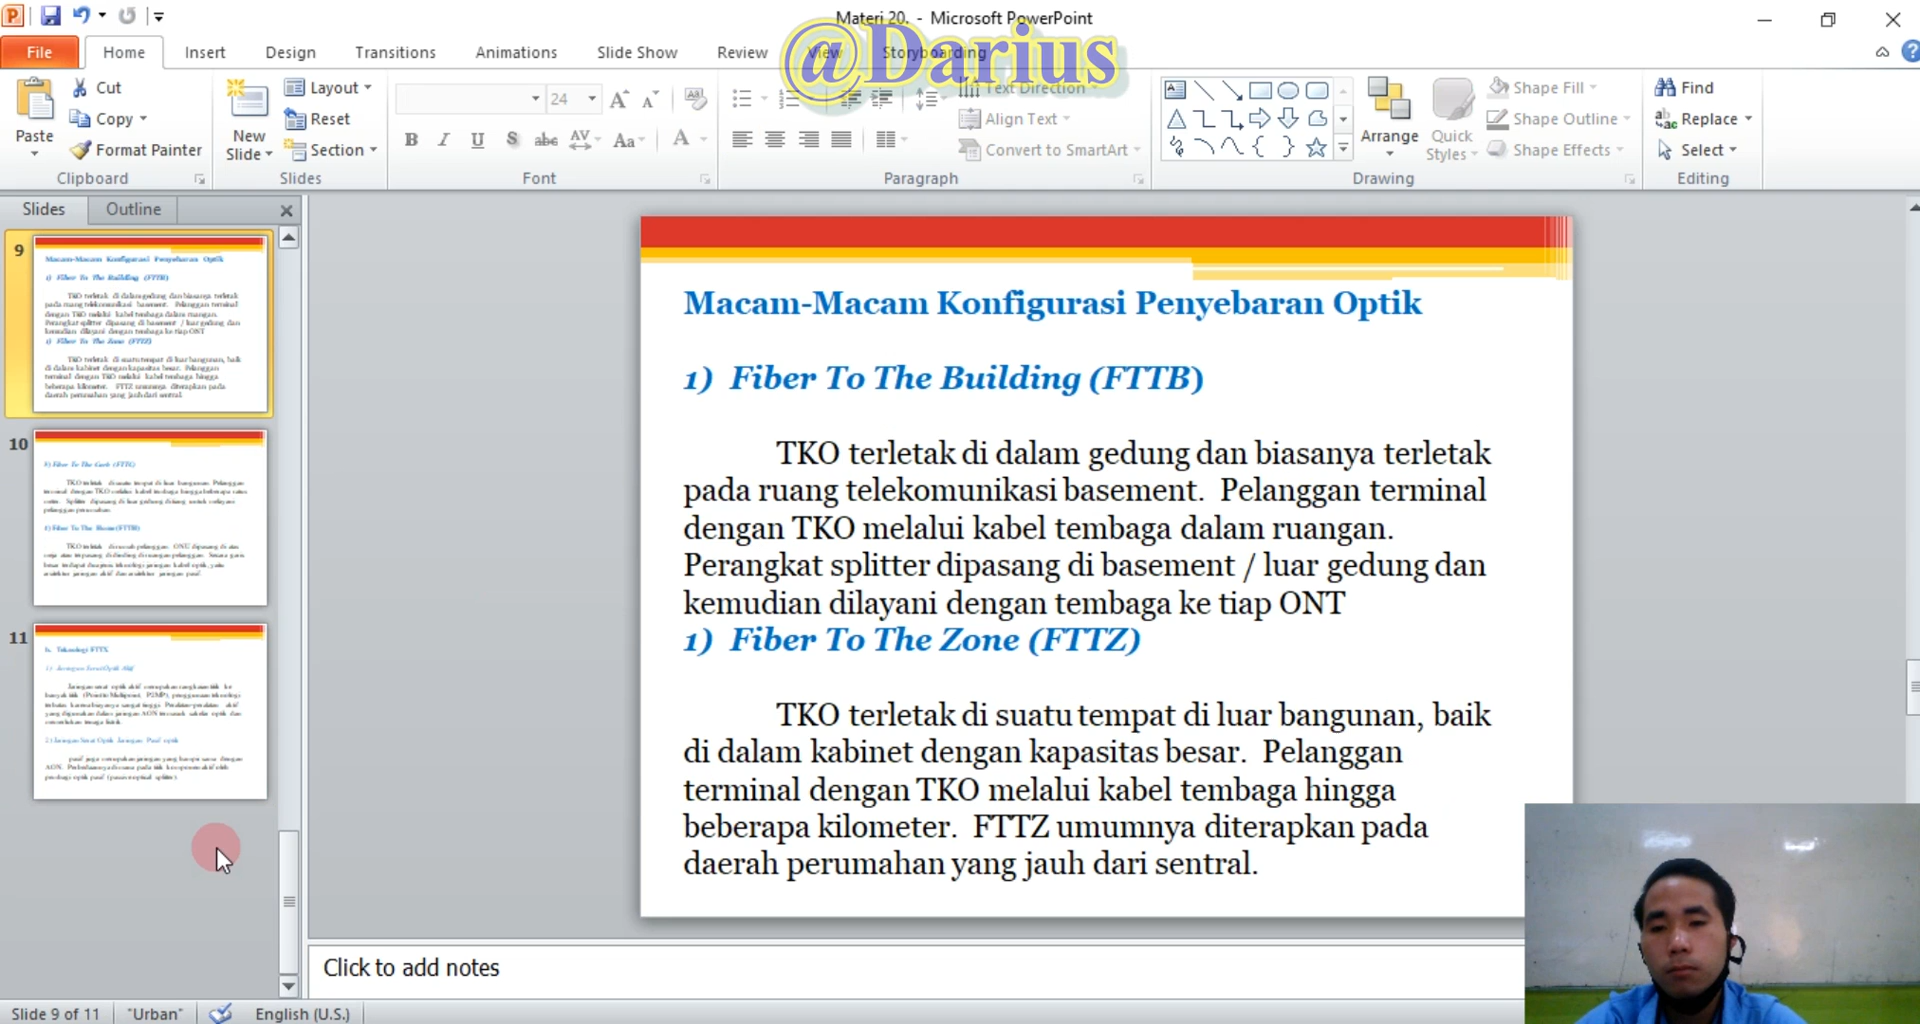 Materi 20. - Microsoft PowerPoint
@Darius
File Home Insert Design Transitions Animations Slide Show Review View Storyboarding
Paste
Cut
Copy
Format Painter
Clipboard
New Slide
Layout
Reset
Section
Slides
24
Font
Text Direction
Align Text
Convert to SmartArt
Paragraph
Arrange
Quick Styles
Shape Fill
Shape Outline
Shape Effects
Drawing
Find
Replace
Select
Editing
Slides Outline
9
10
11
Macam-Macam Konfigurasi Penyebaran Optik
1) Fiber To The Building (FTTB)
TKO terletak di dalam gedung dan biasanya terletak
pada ruang telekomunikasi basement. Pelanggan terminal
dengan TKO melalui kabel tembaga dalam ruangan.
Perangkat splitter dipasang di basement / luar gedung dan
kemudian dilayani dengan tembaga ke tiap ONT
1) Fiber To The Zone (FTTZ)
TKO terletak di suatu tempat di luar bangunan, baik
di dalam kabinet dengan kapasitas besar. Pelanggan
terminal dengan TKO melalui kabel tembaga hingga
beberapa kilometer. FTTZ umumnya diterapkan pada
daerah perumahan yang jauh dari sentral.
Click to add notes
Slide 9 of 11 "Urban" English (U.S.)